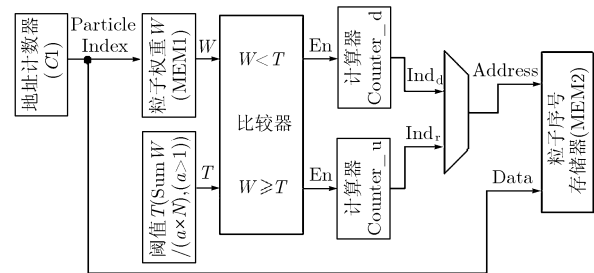 地址计数器
(C1)
Particle
Index
粒子权重W
(MEM1)
W
阈值T(Sum W
/(a×N),(a>1))
T
W<T
比较器
W⩾T
En
计算器
Counter_d
En
计算器
Counter_u
Ind_d
Ind_r
Address
Data
粒子序号
存储器(MEM2)